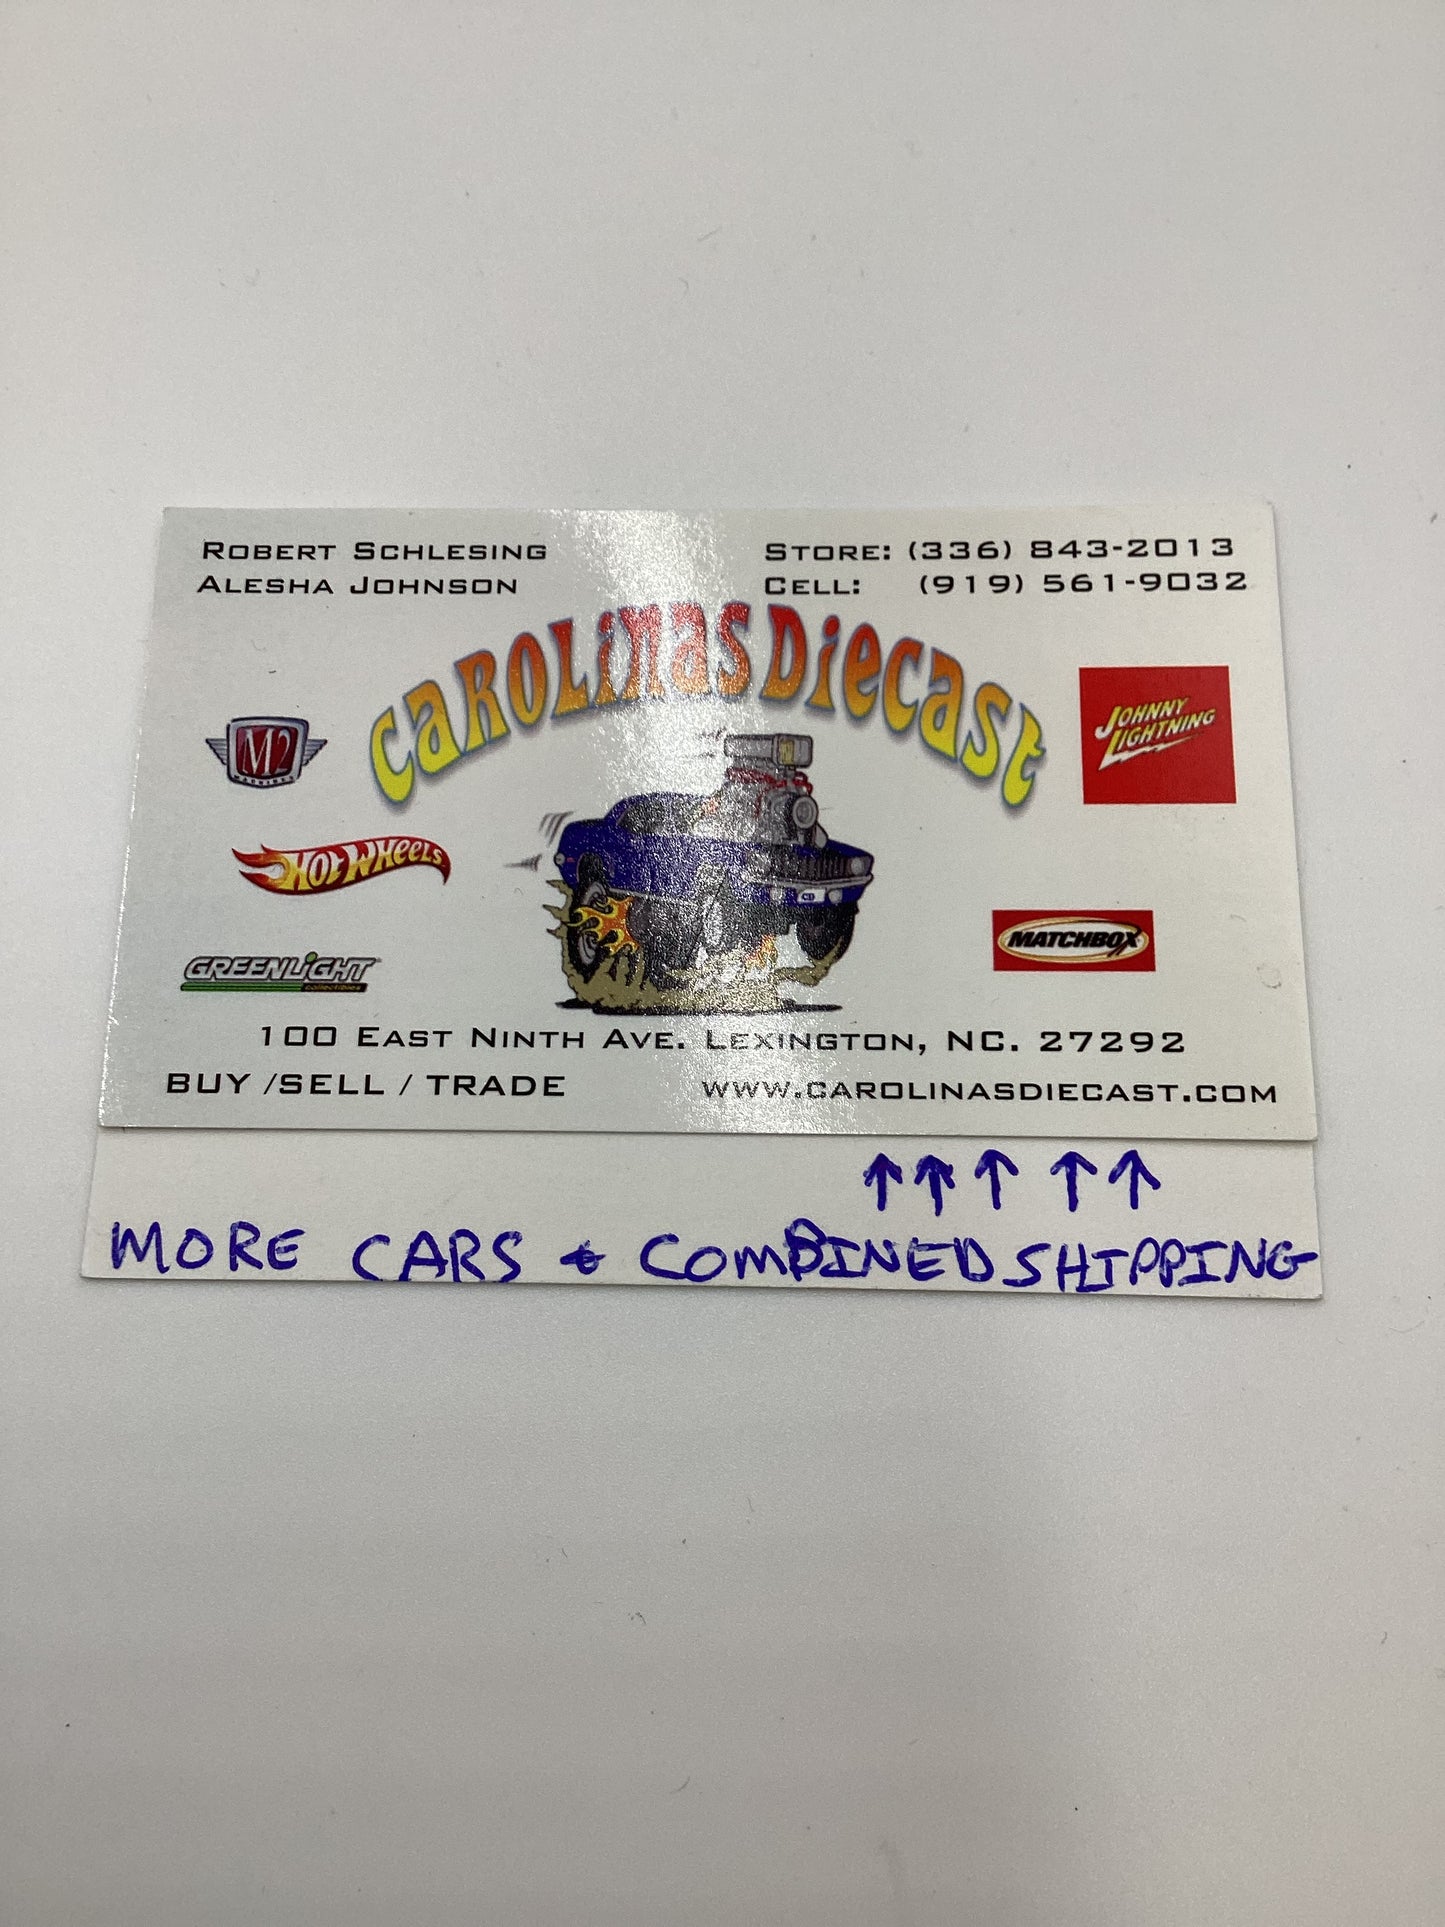 ROBERT SCHLESING
ALESHA JOHNSON
STORE: (336) 843-2013
CELL: (919) 561-9032
CAROLINAS DIECAST
M2
MACHINES
JOHNNY
LIGHTNING
HOT WHEELS
GREENLIGHT
collectibles
MATCHBOX
100 EAST NINTH AVE. LEXINGTON, NC. 27292
BUY /SELL / TRADE
WWW.CAROLINASDIECAST.COM
↑↑↑ ↑↑
MORE CARS & COMBINED SHIPPING